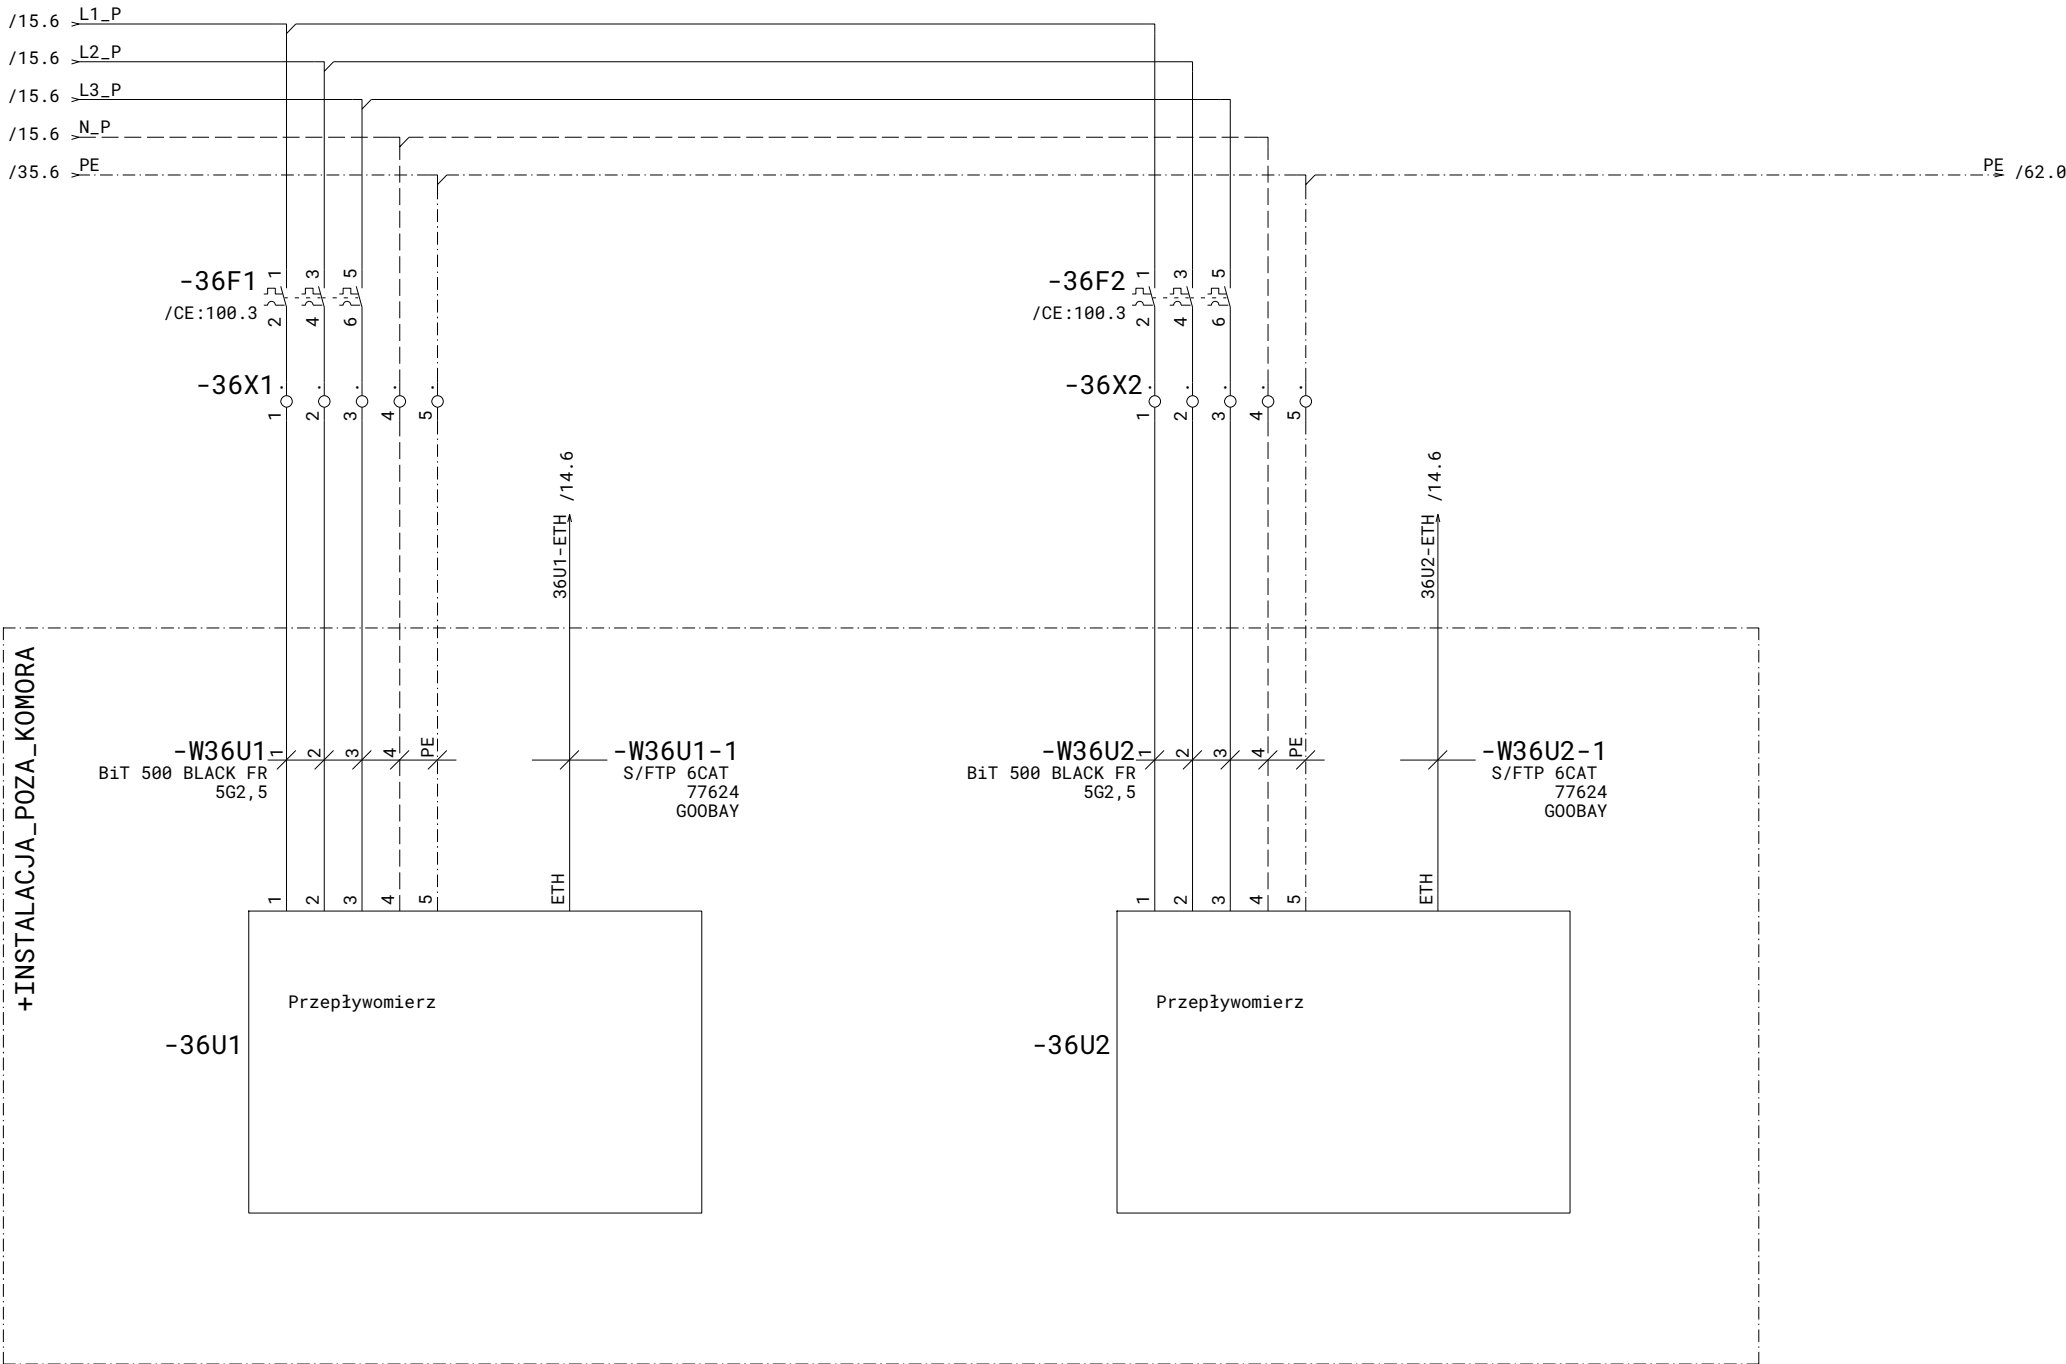 /15.6 L1_P
/15.6 L2_P
/15.6 L3_P
/15.6 N_P
/35.6 PE
PE /62.0
-36F1 1 3 5
/CE:100.3 2 4 6
-36F2 1 3 5
/CE:100.3 2 4 6
-36X1 . . . . .
1 2 3 4 5
-36X2 . . . . .
1 2 3 4 5
36U1-ETH /14.6
36U2-ETH /14.6
+INSTALACJA_POZA_KOMORA
-W36U1 1 2 3 4 PE
BiT 500 BLACK FR
5G2,5
-W36U1-1
S/FTP 6CAT
77624
GOOBAY
-W36U2 1 2 3 4 PE
BiT 500 BLACK FR
5G2,5
-W36U2-1
S/FTP 6CAT
77624
GOOBAY
1 2 3 4 5 ETH
Przepływomierz
-36U1
1 2 3 4 5 ETH
Przepływomierz
-36U2